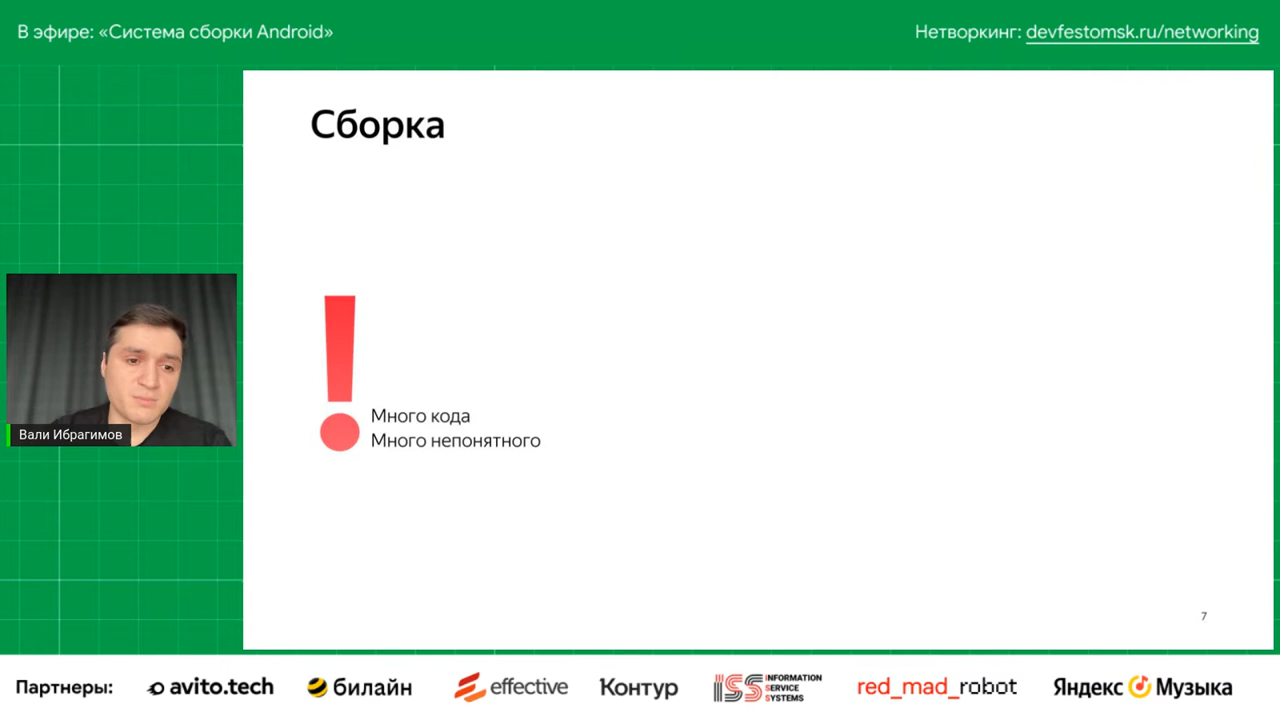 В эфире: «Система сборки Android»
Нетворкинг: devfestomsk.ru/networking
Сборка
Много кода
Много непонятного
Вали Ибрагимов
7
Партнеры:
avito.tech
билайн
effective
Контур
ISS INFORMATION
SERVICE
SYSTEMS
red_mad_robot
Яндекс Музыка